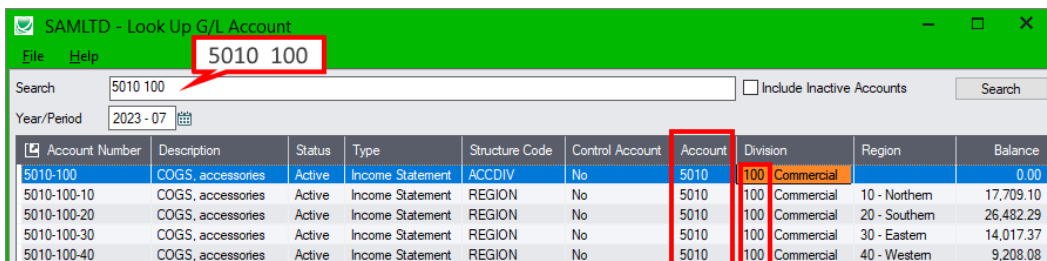 SAMLTD - Look Up G/L Account
File Help
5010 100
Search 5010 100 Include Inactive Accounts Search
Year/Period 2023 - 07
Account Number Description Status Type Structure Code Control Account Account Division Region Balance
5010-100 COGS, accessories Active Income Statement ACCDIV No 5010 100 Commercial 0.00
5010-100-10 COGS, accessories Active Income Statement REGION No 5010 100 Commercial 10 - Northern 17,709.10
5010-100-20 COGS, accessories Active Income Statement REGION No 5010 100 Commercial 20 - Southern 26,482.29
5010-100-30 COGS, accessories Active Income Statement REGION No 5010 100 Commercial 30 - Eastern 14,017.37
5010-100-40 COGS, accessories Active Income Statement REGION No 5010 100 Commercial 40 - Western 9,208.08